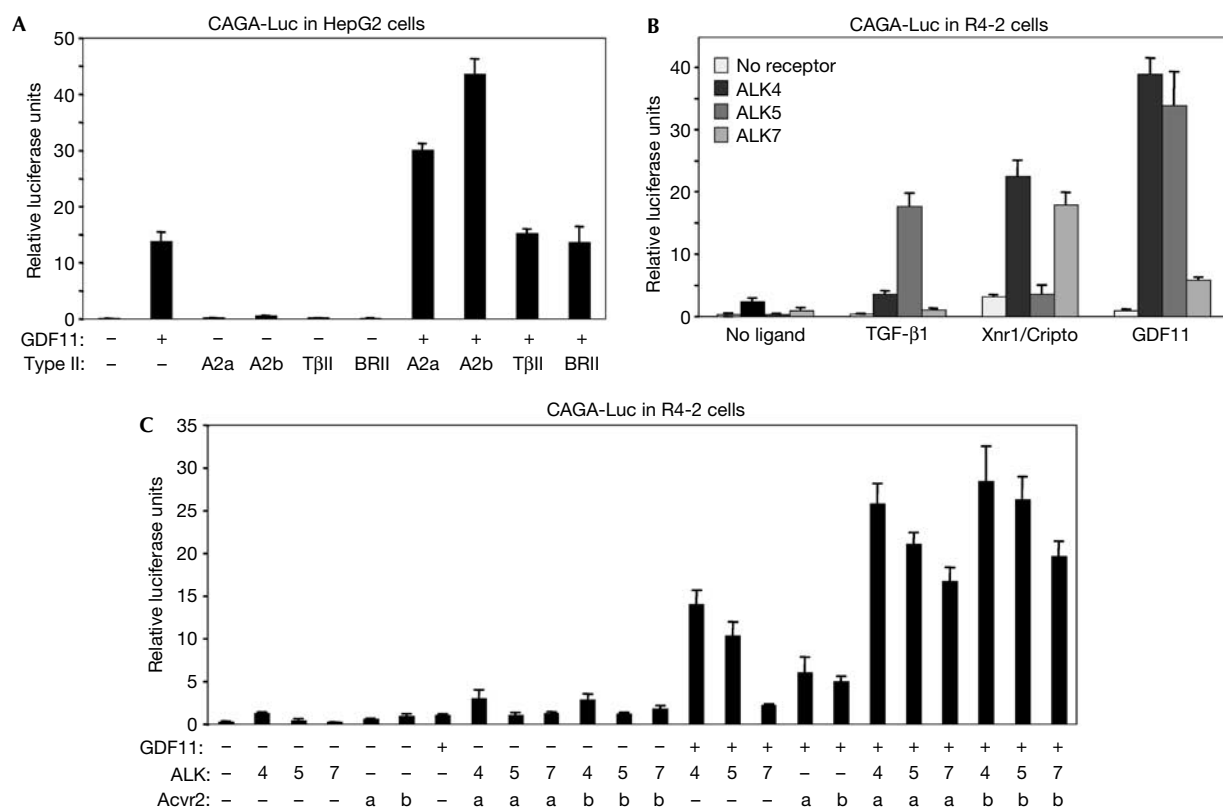 A
CAGA-Luc in HepG2 cells
Relative luciferase units
50
40
30
20
10
0
GDF11: – + – – – – + + + +
Type II: – – A2a A2b TβII BRII A2a A2b TβII BRII
B
CAGA-Luc in R4-2 cells
Relative luciferase units
40
30
20
10
0
No receptor
ALK4
ALK5
ALK7
No ligand TGF-β1 Xnr1/Cripto GDF11
C
CAGA-Luc in R4-2 cells
Relative luciferase units
35
30
25
20
15
10
5
0
GDF11: – – – – – – + – – – – – – + + + + + + + + + + +
ALK: – 4 5 7 – – – 4 5 7 4 5 7 4 5 7 – – 4 5 7 4 5 7
Acvr2: – – – – a b – a a a b b b – – – a b a a a b b b